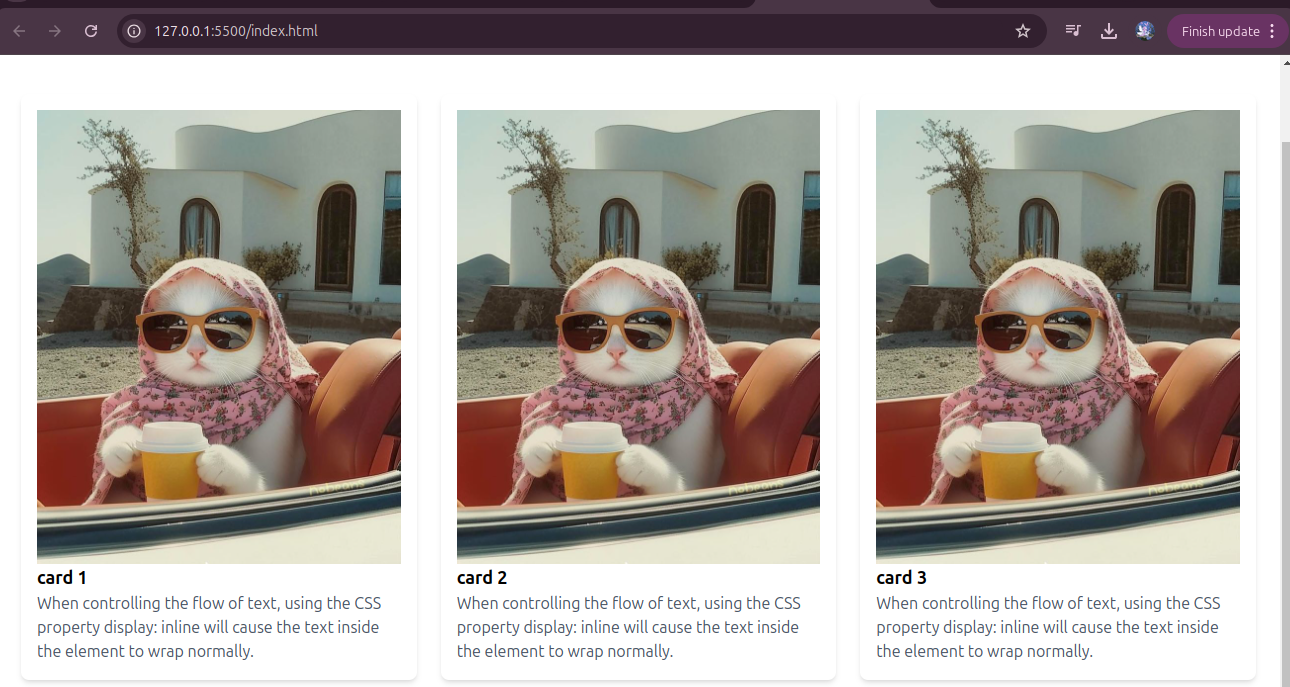 127.0.0.1:5500/index.html
Finish update
card 1
When controlling the flow of text, using the CSS
property display: inline will cause the text inside
the element to wrap normally.
card 2
When controlling the flow of text, using the CSS
property display: inline will cause the text inside
the element to wrap normally.
card 3
When controlling the flow of text, using the CSS
property display: inline will cause the text inside
the element to wrap normally.